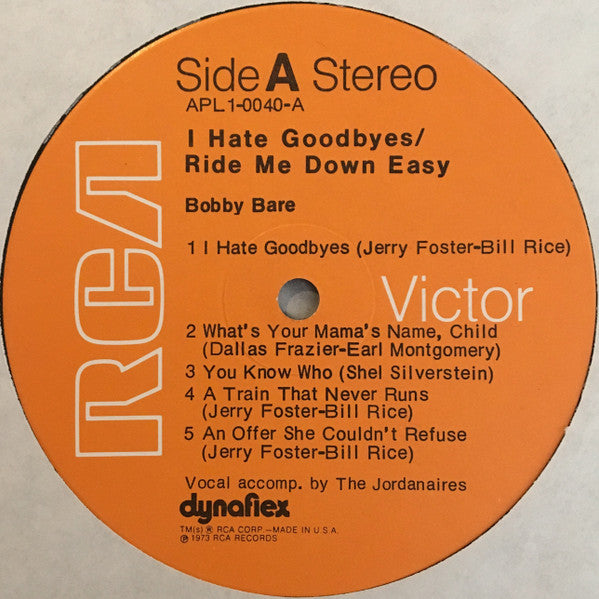 Side A Stereo
APL1-0040-A
I Hate Goodbyes/
Ride Me Down Easy
Bobby Bare
1 I Hate Goodbyes (Jerry Foster-Bill Rice)
RCA
Victor
2 What's Your Mama's Name, Child
(Dallas Frazier-Earl Montgomery)
3 You Know Who (Shel Silverstein)
4 A Train That Never Runs
(Jerry Foster-Bill Rice)
5 An Offer She Couldn't Refuse
(Jerry Foster-Bill Rice)
Vocal accomp. by The Jordanaires
dynaflex
TM(s) ® RCA CORP.—MADE IN U.S.A.
℗ 1973 RCA RECORDS